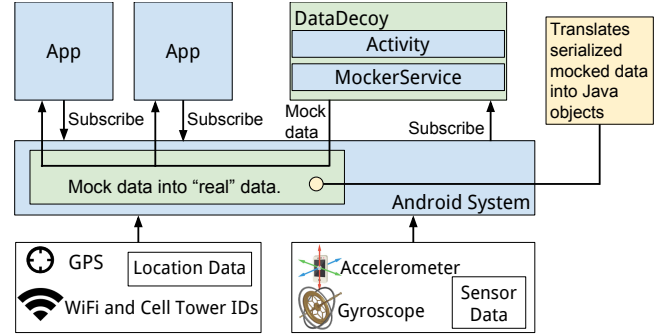 DataDecoy
App
App
Activity
MockerService
Translates
serialized
mocked data
into Java
objects
Subscribe
Subscribe
Mock
data
Subscribe
Mock data into “real” data.
Android System
GPS
Location Data
WiFi and Cell Tower IDs
Accelerometer
Gyroscope
Sensor
Data